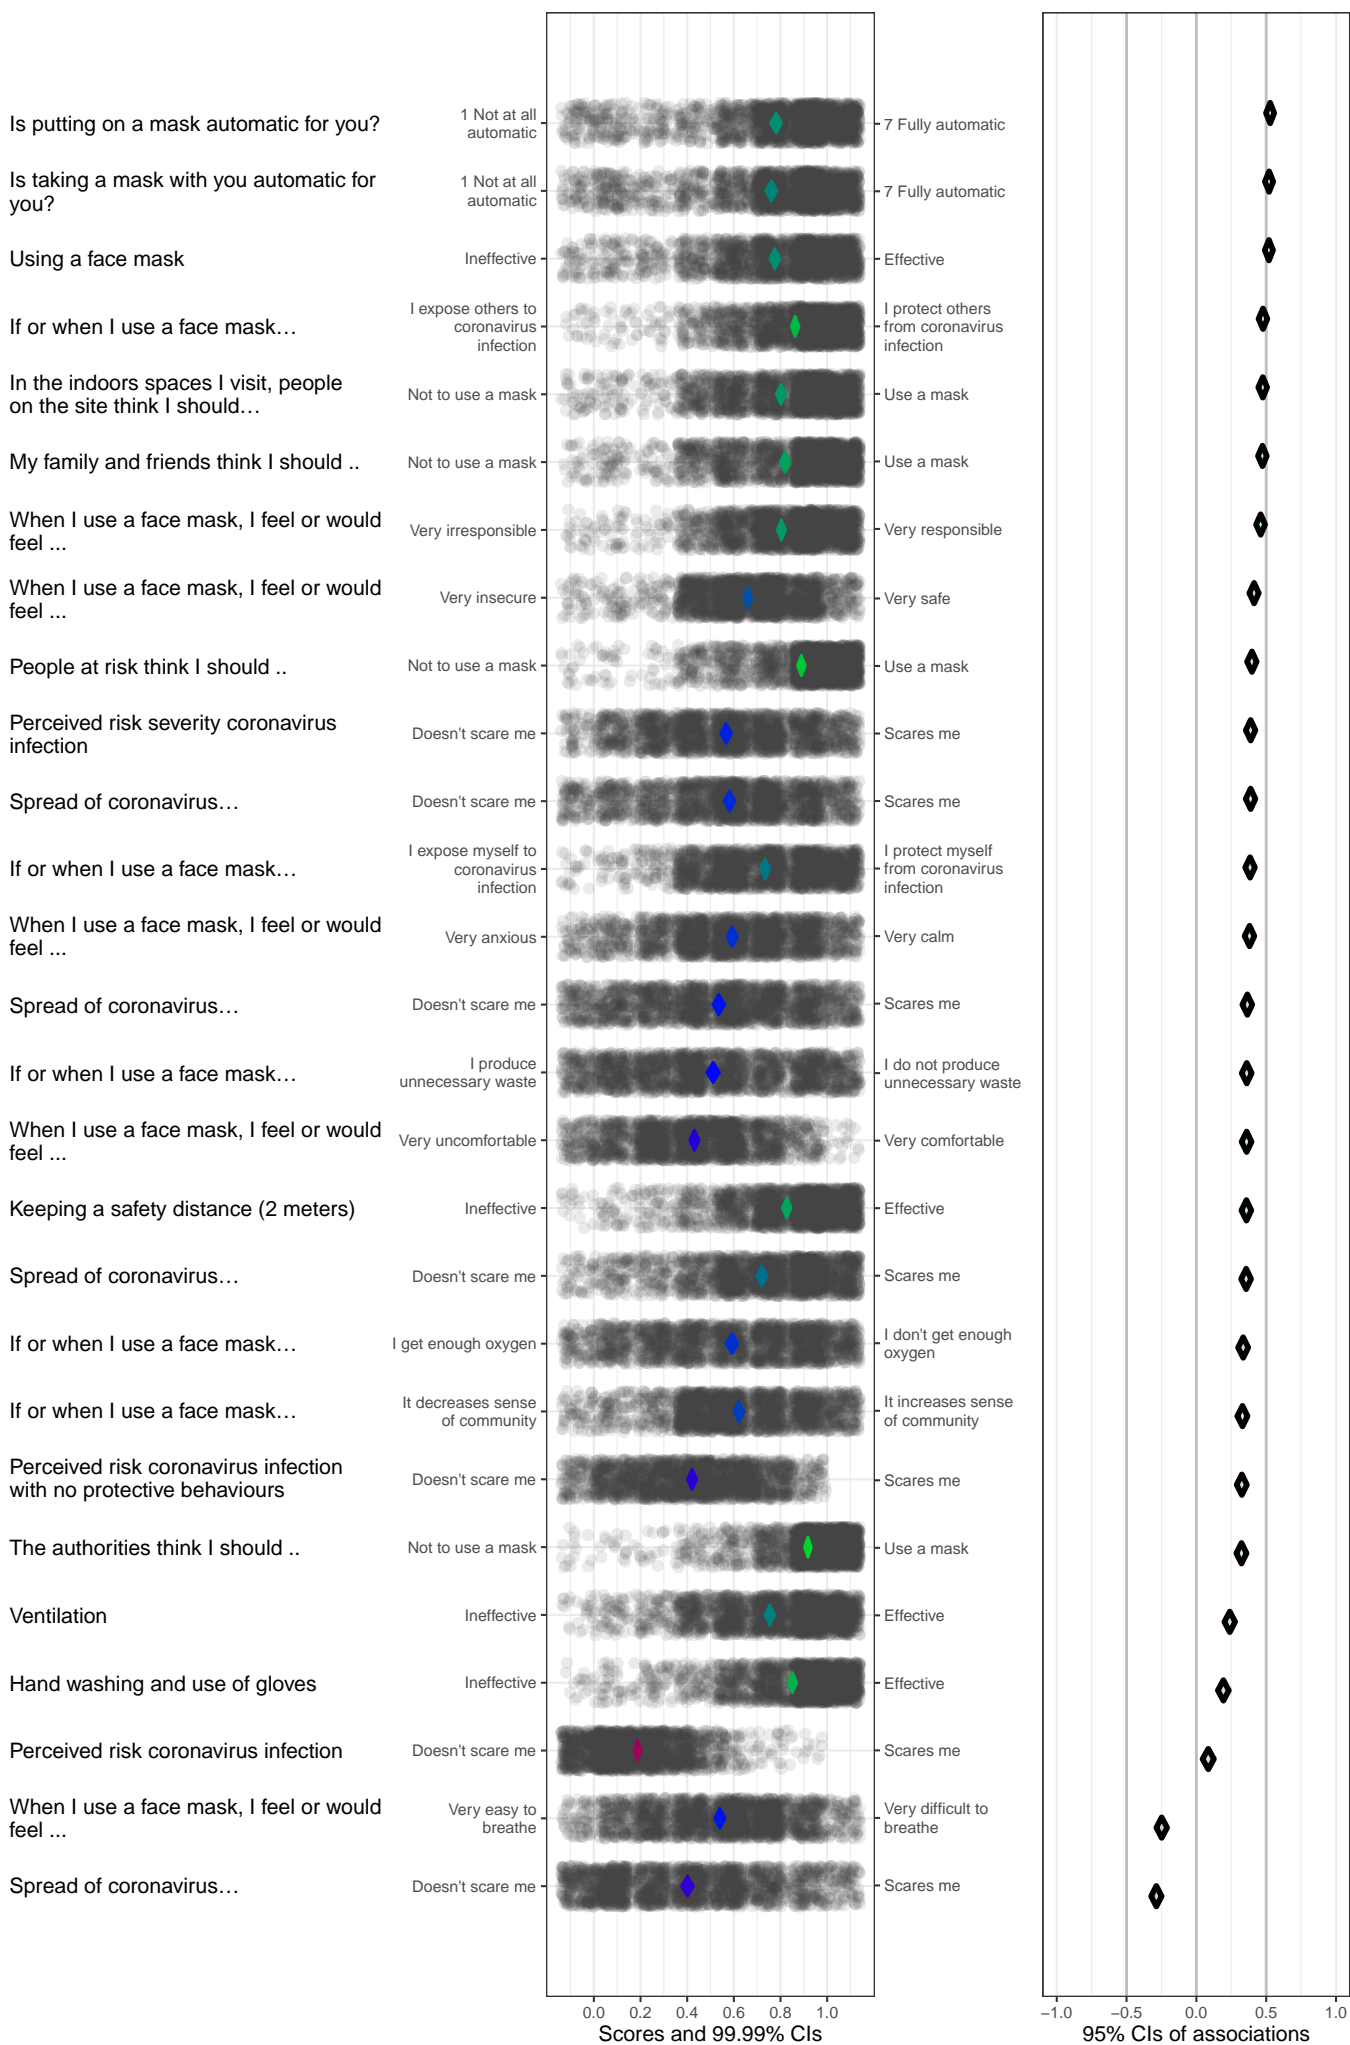 Is putting on a mask automatic for you?
1 Not at all
automatic
7 Fully automatic
Is taking a mask with you automatic for
you?
1 Not at all
automatic
7 Fully automatic
Using a face mask
Ineffective
Effective
If or when I use a face mask…
I expose others to
coronavirus
infection
I protect others
from coronavirus
infection
In the indoors spaces I visit, people
on the site think I should…
Not to use a mask
Use a mask
My family and friends think I should ..
Not to use a mask
Use a mask
When I use a face mask, I feel or would
feel ...
Very irresponsible
Very responsible
When I use a face mask, I feel or would
feel ...
Very insecure
Very safe
People at risk think I should ..
Not to use a mask
Use a mask
Perceived risk severity coronavirus
infection
Doesn't scare me
Scares me
Spread of coronavirus…
Doesn't scare me
Scares me
If or when I use a face mask…
I expose myself to
coronavirus
infection
I protect myself
from coronavirus
infection
When I use a face mask, I feel or would
feel ...
Very anxious
Very calm
Spread of coronavirus…
Doesn't scare me
Scares me
If or when I use a face mask…
I produce
unnecessary waste
I do not produce
unnecessary waste
When I use a face mask, I feel or would
feel ...
Very uncomfortable
Very comfortable
Keeping a safety distance (2 meters)
Ineffective
Effective
Spread of coronavirus…
Doesn't scare me
Scares me
If or when I use a face mask…
I get enough oxygen
I don't get enough
oxygen
If or when I use a face mask…
It decreases sense
of community
It increases sense
of community
Perceived risk coronavirus infection
with no protective behaviours
Doesn't scare me
Scares me
The authorities think I should ..
Not to use a mask
Use a mask
Ventilation
Ineffective
Effective
Hand washing and use of gloves
Ineffective
Effective
Perceived risk coronavirus infection
Doesn't scare me
Scares me
When I use a face mask, I feel or would
feel ...
Very easy to
breathe
Very difficult to
breathe
Spread of coronavirus…
Doesn't scare me
Scares me
0.0 0.2 0.4 0.6 0.8 1.0
Scores and 99.99% CIs
−1.0 −0.5 0.0 0.5 1.0
95% CIs of associations